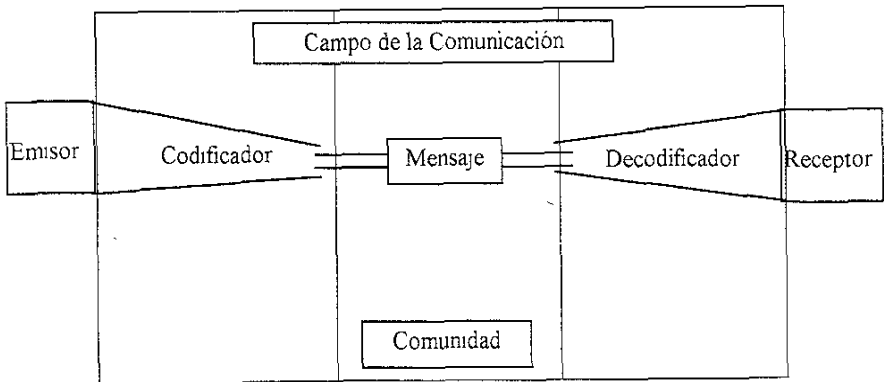 Campo de la Comunicación
Emisor
Codificador
Mensaje
Decodificador
Receptor
Comunidad